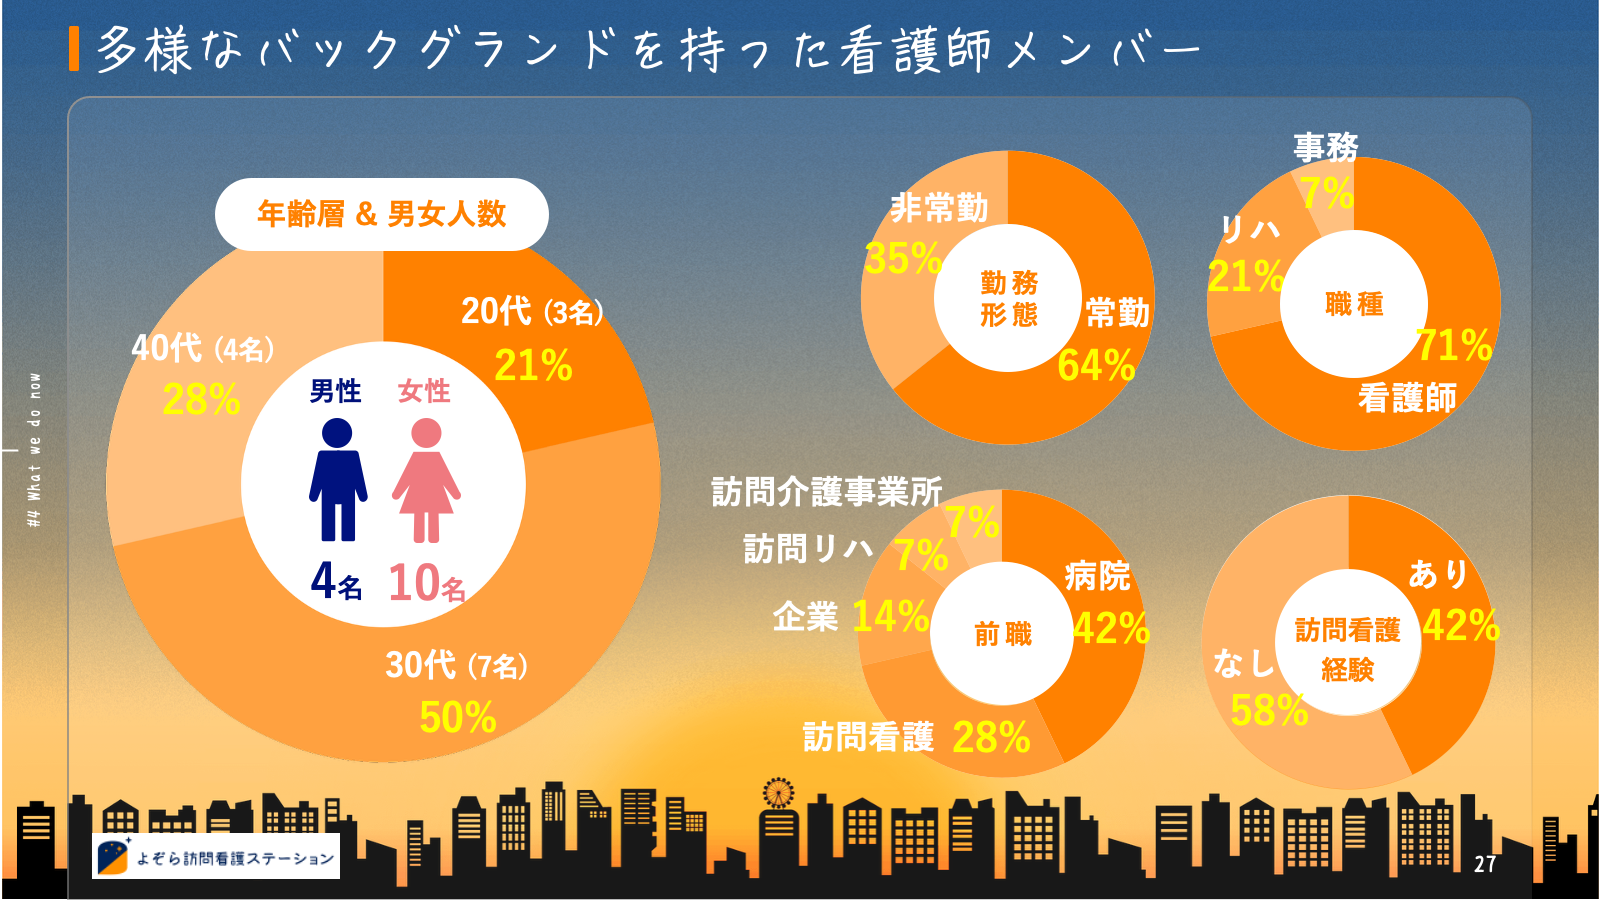 多様なバックグランドを持った看護師メンバー
年齢層 & 男女人数
20代（3名）
21%
40代（4名）
28%
男性
女性
4名
10名
30代（7名）
50%
非常勤
35%
勤務
形態
常勤
64%
事務
7%
リハ
21%
職種
71%
看護師
訪問介護事業所
7%
訪問リハ 7%
企業 14%
前職
病院
42%
訪問看護 28%
あり
42%
訪問看護
経験
なし
58%
#4 What we do now
よぞら訪問看護ステーション
27